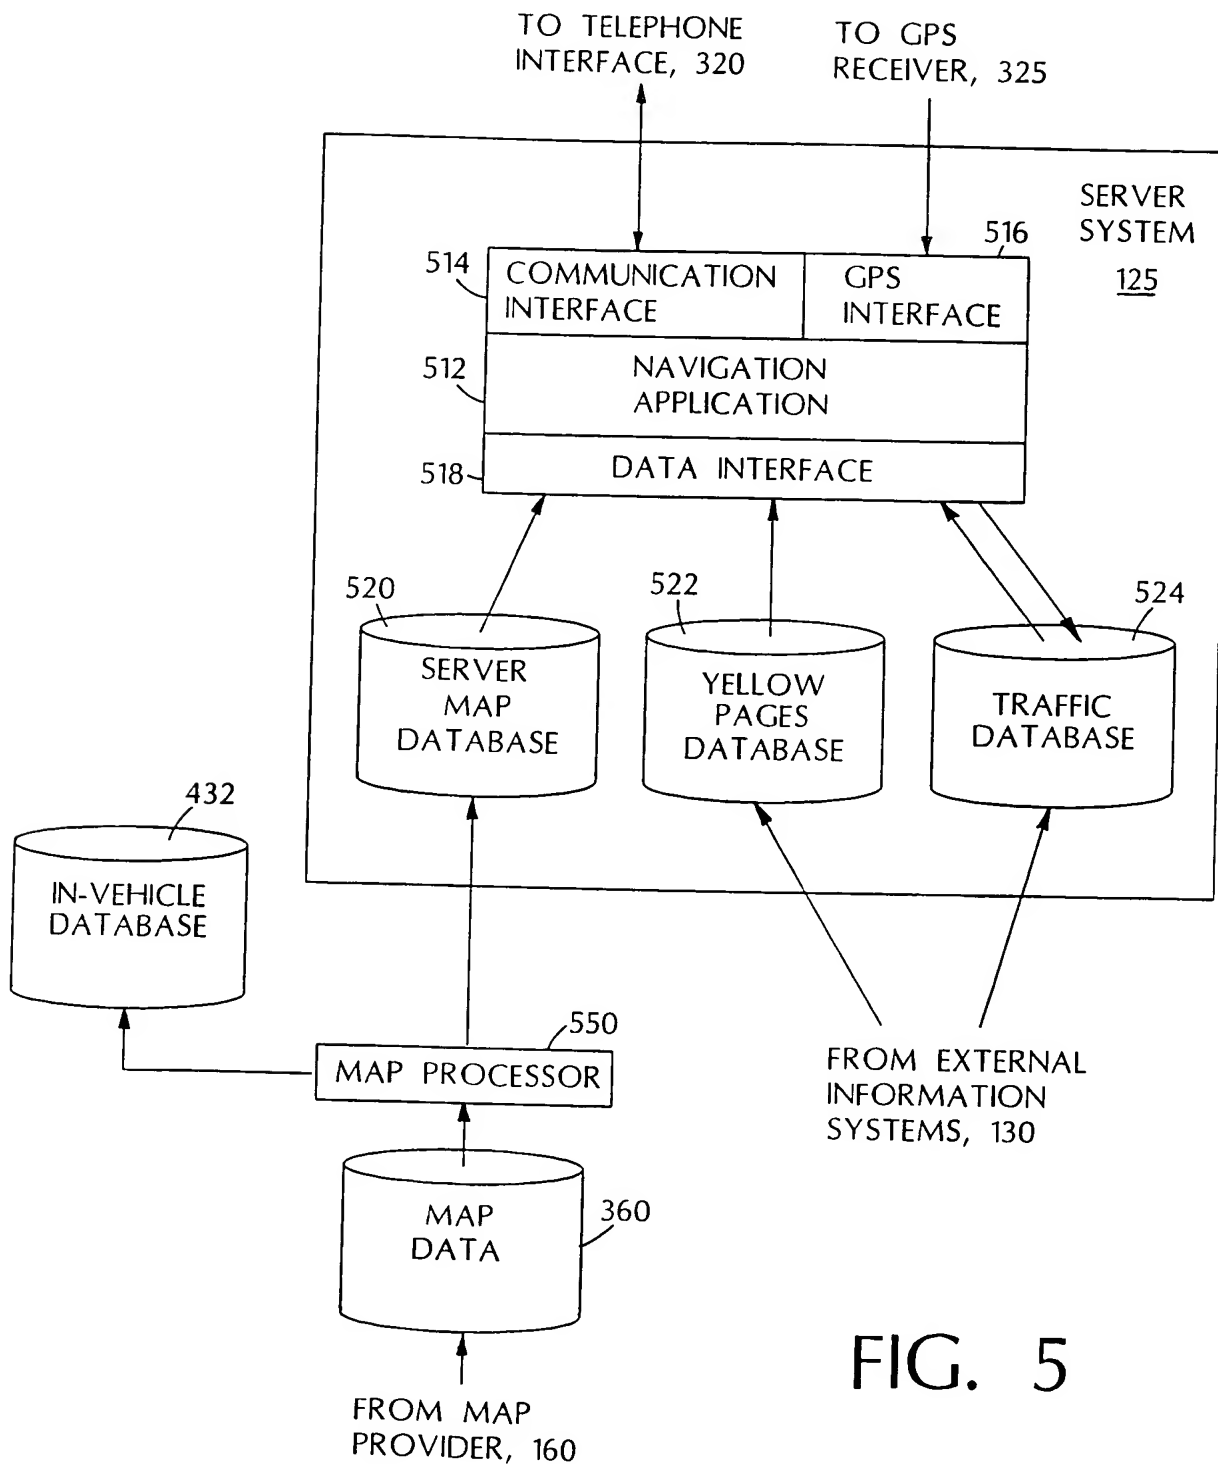 TO TELEPHONE
INTERFACE, 320
TO GPS
RECEIVER, 325
SERVER
SYSTEM
125
514
COMMUNICATION
INTERFACE
516
GPS
INTERFACE
512
NAVIGATION
APPLICATION
518
DATA INTERFACE
520
SERVER
MAP
DATABASE
522
YELLOW
PAGES
DATABASE
524
TRAFFIC
DATABASE
432
IN-VEHICLE
DATABASE
550
MAP PROCESSOR
FROM EXTERNAL
INFORMATION
SYSTEMS, 130
360
MAP
DATA
FROM MAP
PROVIDER, 160
FIG. 5